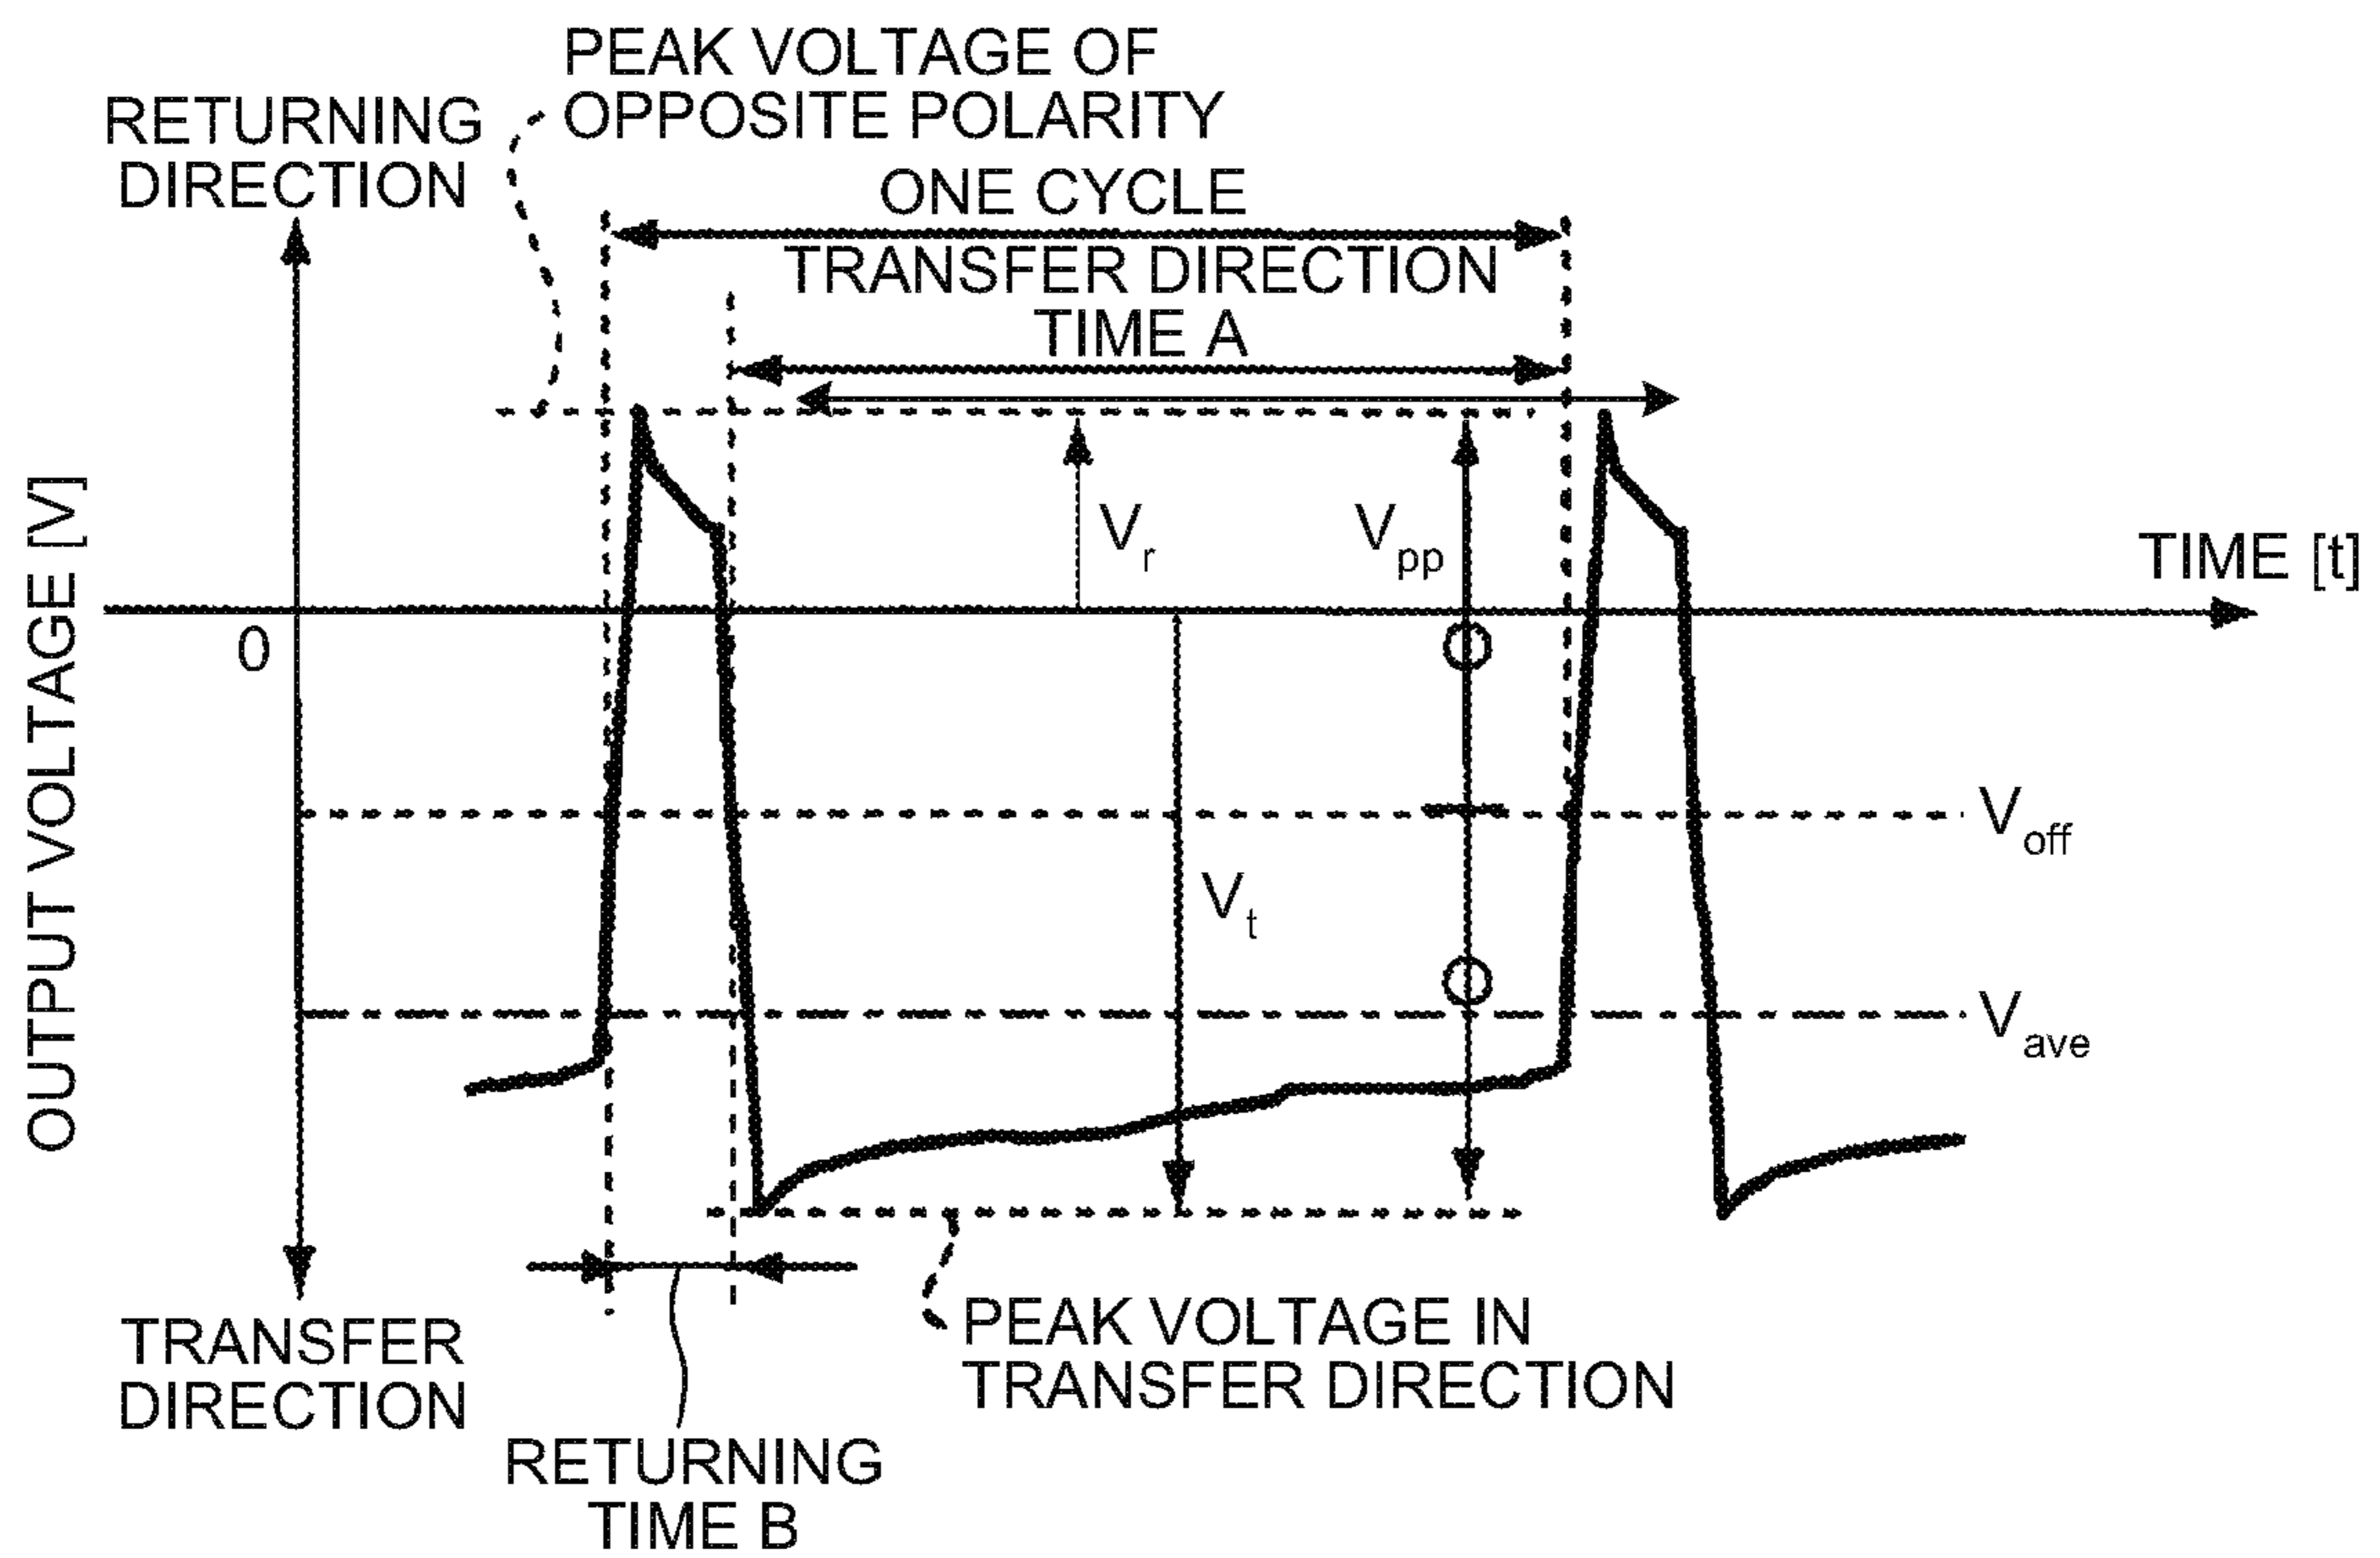 PEAK VOLTAGE OF
OPPOSITE POLARITY
RETURNING
DIRECTION
ONE CYCLE
TRANSFER DIRECTION
TIME A
OUTPUT VOLTAGE [V]
Vr
Vpp
TIME [t]
0
Voff
Vt
Vave
TRANSFER
DIRECTION
PEAK VOLTAGE IN
TRANSFER DIRECTION
RETURNING
TIME B